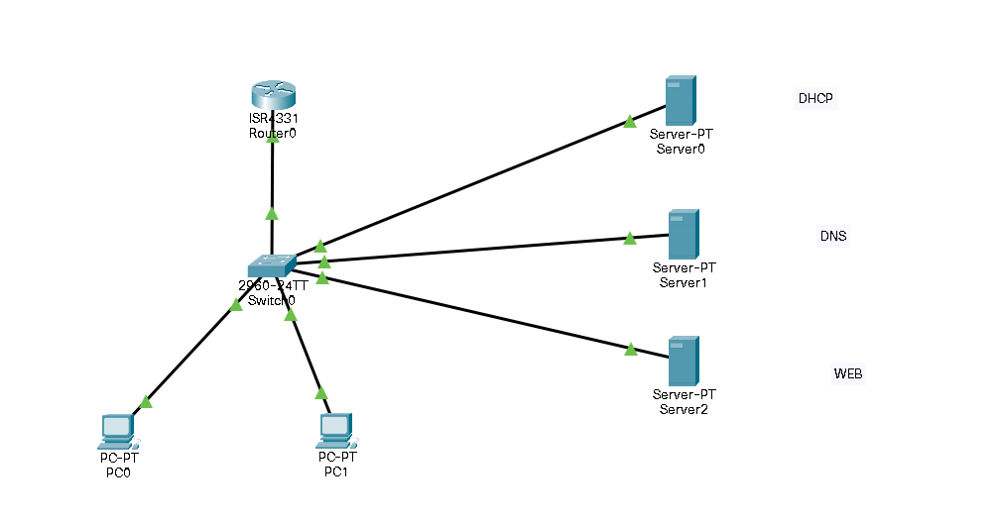 ISR4331
Router0
Server-PT
Server0
DHCP
Server-PT
Server1
DNS
2960-24TT
Switch0
Server-PT
Server2
WEB
PC-PT
PC0
PC-PT
PC1